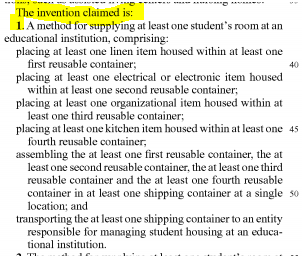 The invention claimed is:
1. A method for supplying at least one student's room at an
educational institution, comprising:
placing at least one linen item housed within at least one
first reusable container; 40
placing at least one electrical or electronic item housed
within at least one second reusable container;
placing at least one organizational item housed within at
least one third reusable container;
placing at least one kitchen item housed within at least one 45
fourth reusable container;
assembling the at least one first reusable container, the at
least one second reusable container, the at least one third
reusable container and the at least one fourth reusable
container in at least one shipping container at a single 50
location; and
transporting the at least one shipping container to an entity
responsible for managing student housing at an educa-
tional institution.